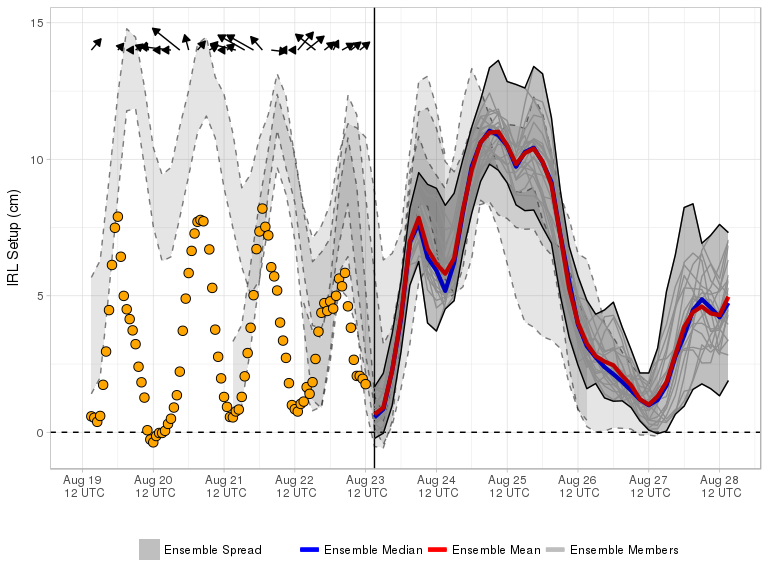 15
10
5
0
IRL Setup (cm)
Aug 19 Aug 20 Aug 21 Aug 22 Aug 23 Aug 24 Aug 25 Aug 26 Aug 27 Aug 28
12 UTC 12 UTC 12 UTC 12 UTC 12 UTC 12 UTC 12 UTC 12 UTC 12 UTC 12 UTC
Ensemble Spread Ensemble Median Ensemble Mean Ensemble Members